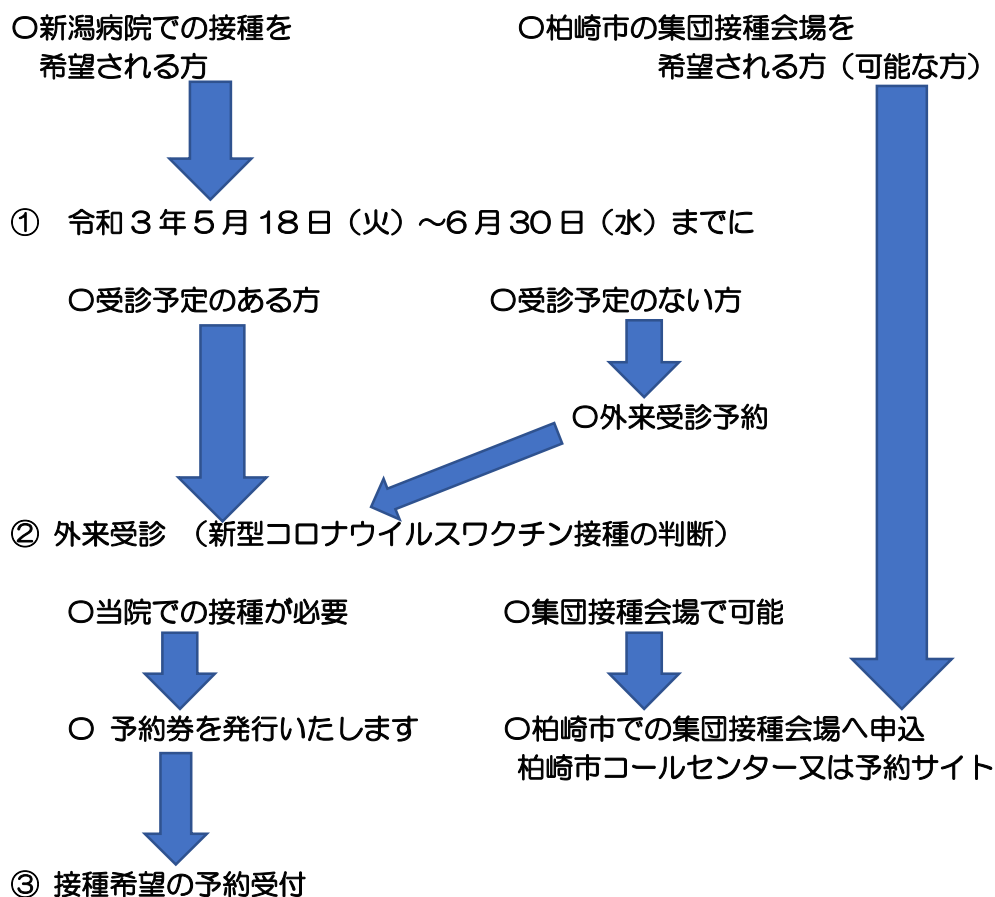 〇新潟病院での接種を
希望される方
〇柏崎市の集団接種会場を
希望される方（可能な方）
① 令和３年５月18日（火）～6月30日（水）までに
〇受診予定のある方
〇受診予定のない方
〇外来受診予約
② 外来受診 （新型コロナウイルスワクチン接種の判断）
〇当院での接種が必要
〇集団接種会場で可能
〇 予約券を発行いたします
〇柏崎市での集団接種会場へ申込
柏崎市コールセンター又は予約サイト
③ 接種希望の予約受付